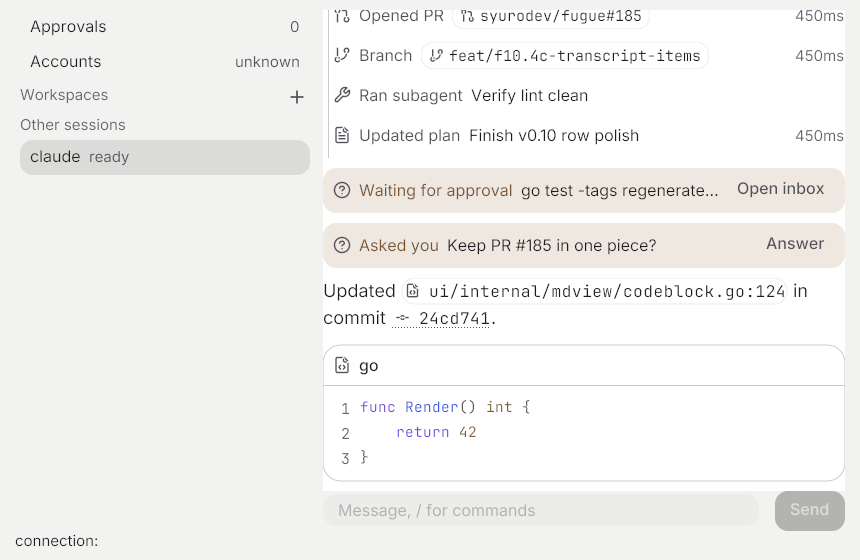 Approvals 0
Accounts unknown
Workspaces +
Other sessions
claude ready
connection:
Opened PR syurodev/fugue#185 450ms
Branch feat/f10.4c-transcript-items 450ms
Ran subagent Verify lint clean
Updated plan Finish v0.10 row polish 450ms
Waiting for approval go test -tags regenerate… Open inbox
Asked you Keep PR #185 in one piece? Answer
Updated ui/internal/mdview/codeblock.go:124 in
commit 24cd741.
go
1 func Render() int {
2     return 42
3 }
Message, / for commands Send